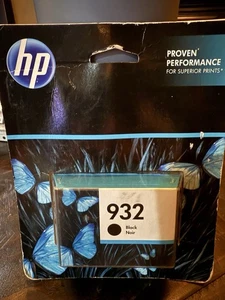 hp
PROVEN*
PERFORMANCE
FOR SUPERIOR PRINTS*
932
Black
Noir